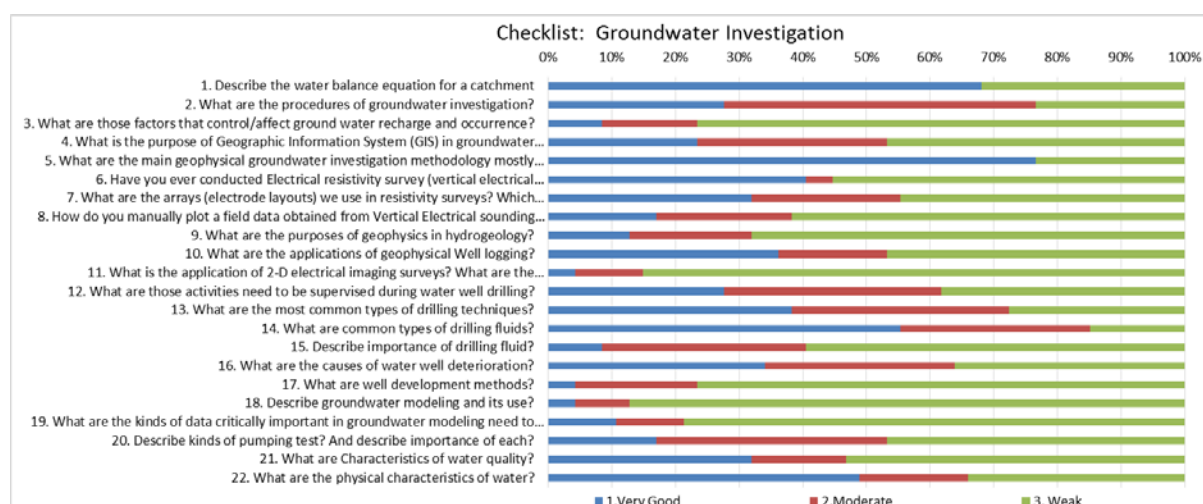 Checklist: Groundwater Investigation
0% 10% 20% 30% 40% 50% 60% 70% 80% 90% 100%
1. Describe the water balance equation for a catchment
2. What are the procedures of groundwater investigation?
3. What are those factors that control/affect ground water recharge and occurrence?
4. What is the purpose of Geographic Information System (GIS) in groundwater...
5. What are the main geophysical groundwater investigation methodology mostly...
6. Have you ever conducted Electrical resistivity survey (vertical electrical...
7. What are the arrays (electrode layouts) we use in resistivity surveys? Which...
8. How do you manually plot a field data obtained from Vertical Electrical sounding...
9. What are the purposes of geophysics in hydrogeology?
10. What are the applications of geophysical Well logging?
11. What is the application of 2-D electrical imaging surveys? What are the...
12. What are those activities need to be supervised during water well drilling?
13. What are the most common types of drilling techniques?
14. What are common types of drilling fluids?
15. Describe importance of drilling fluid?
16. What are the causes of water well deterioration?
17. What are well development methods?
18. Describe groundwater modeling and its use?
19. What are the kinds of data critically important in groundwater modeling need to...
20. Describe kinds of pumping test? And describe importance of each?
21. What are Characteristics of water quality?
22. What are the physical characteristics of water?
1 Very Good 2 Moderate 3. Weak